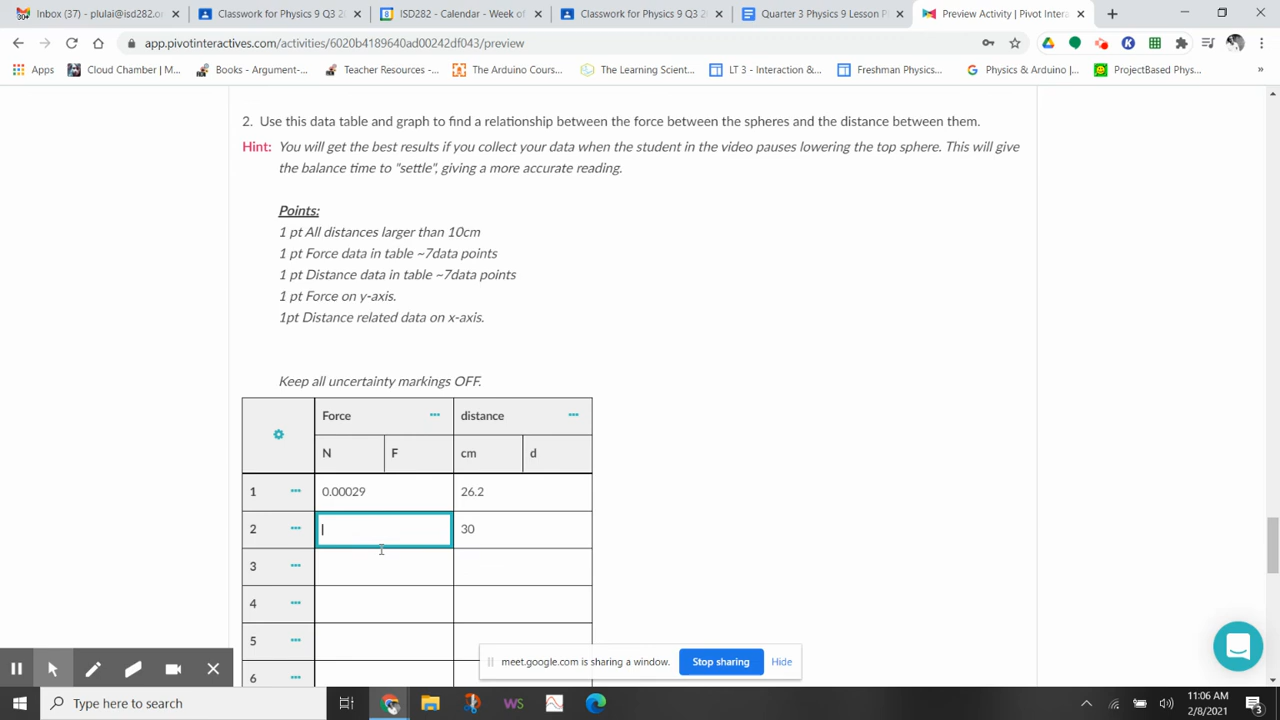 Inbox (37) - plulai@isd282.or
Classwork for Physics 9 Q3 2
ISD282 - Calendar - Week of
Classwork for Physics 9 Q3 2
Quarter 3 Physics 9 Lesson P
Preview Activity | Pivot Intera
app.pivotinteractives.com/activities/6020b4189640ad00242df043/preview
Apps
Cloud Chamber | M...
Books - Argument-...
Teacher Resources -...
The Arduino Cours...
The Learning Scient...
LT 3 - Interaction &...
Freshman Physics...
Physics & Arduino |...
ProjectBased Phys...
»
2. Use this data table and graph to find a relationship between the force between the spheres and the distance between them.
Hint: You will get the best results if you collect your data when the student in the video pauses lowering the top sphere. This will give
the balance time to "settle", giving a more accurate reading.
Points:
1 pt All distances larger than 10cm
1 pt Force data in table ~7data points
1 pt Distance data in table ~7data points
1 pt Force on y-axis.
1pt Distance related data on x-axis.
Keep all uncertainty markings OFF.
Force
distance
N
F
cm
d
1
0.00029
26.2
2
30
3
4
5
6
meet.google.com is sharing a window.
Stop sharing
Hide
Type here to search
WS
11:06 AM
2/8/2021
3